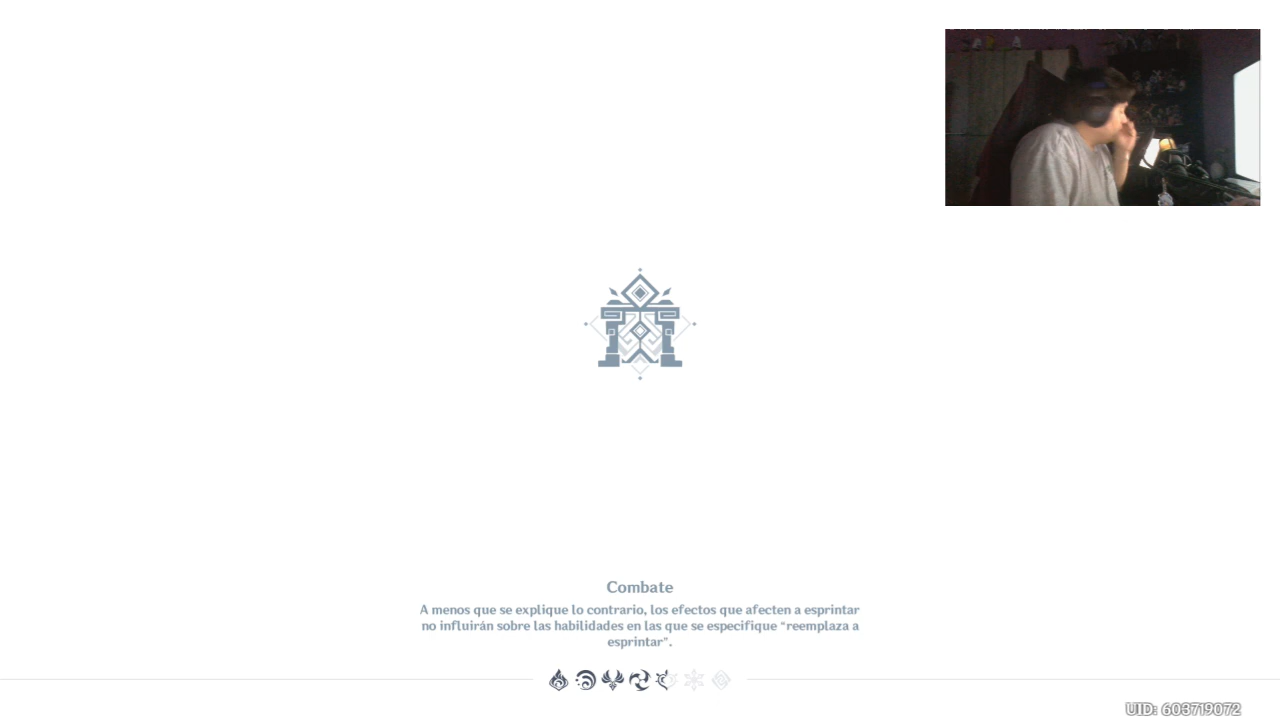 Combate
A menos que se explique lo contrario, los efectos que afecten a esprintar
no influirán sobre las habilidades en las que se especifique “reemplaza a
esprintar”.
UID: 603719072